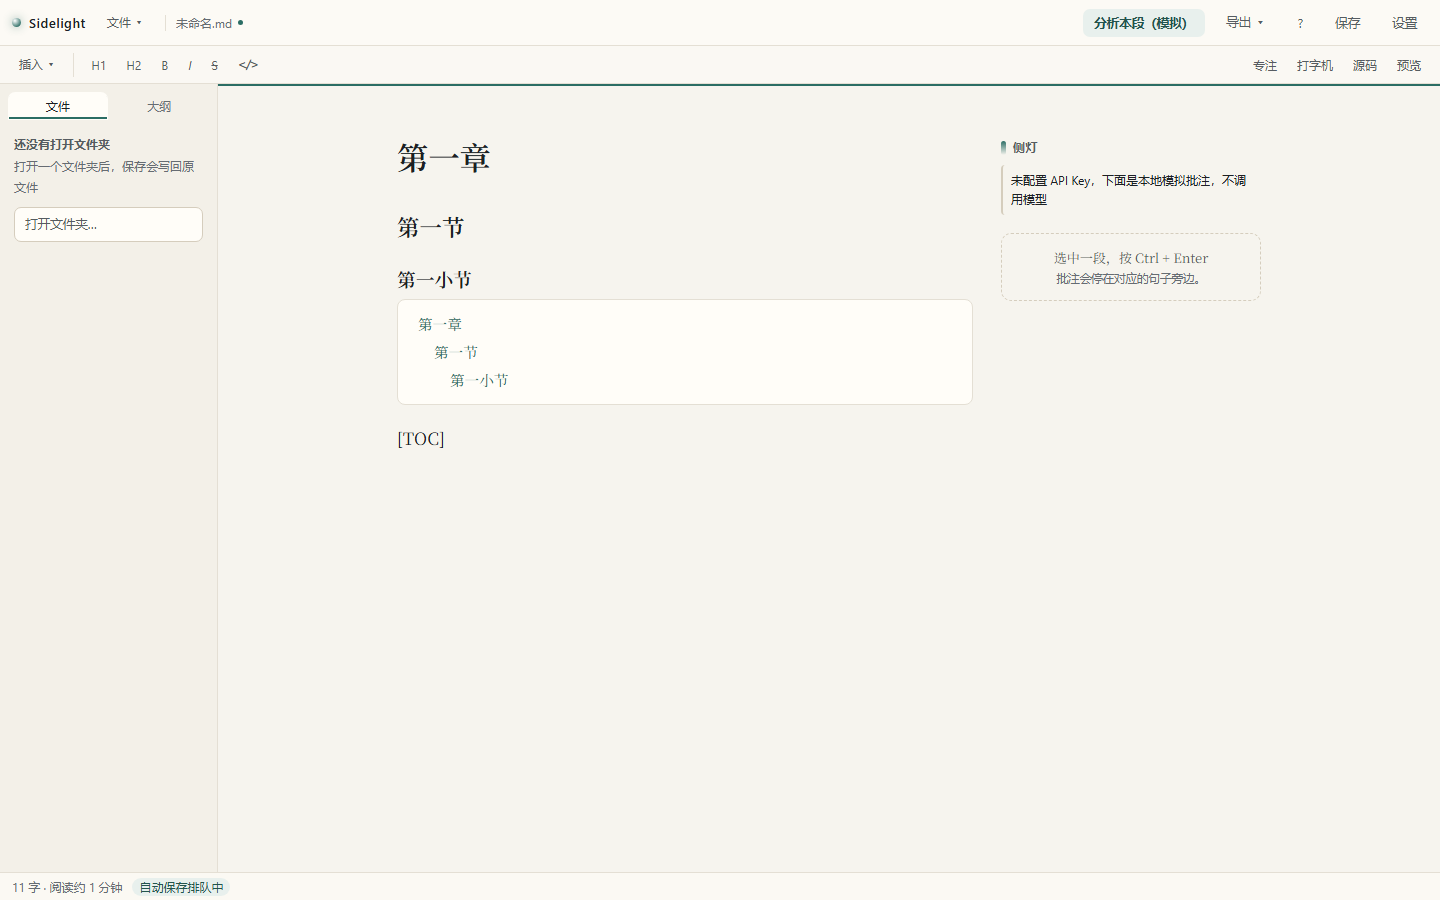 Sidelight
文件
未命名.md
分析本段（模拟）
导出
?
保存
设置
插入
H1
H2
B
I
S
</>
专注
打字机
源码
预览
文件
大纲
还没有打开文件夹
打开一个文件夹后，保存会写回原
文件
打开文件夹...
第一章
第一节
第一小节
第一章
第一节
第一小节
[TOC]
侧灯
未配置 API Key，下面是本地模拟批注，不调
用模型
选中一段，按 Ctrl + Enter
批注会停在对应的句子旁边。
11 字 · 阅读约 1 分钟
自动保存排队中